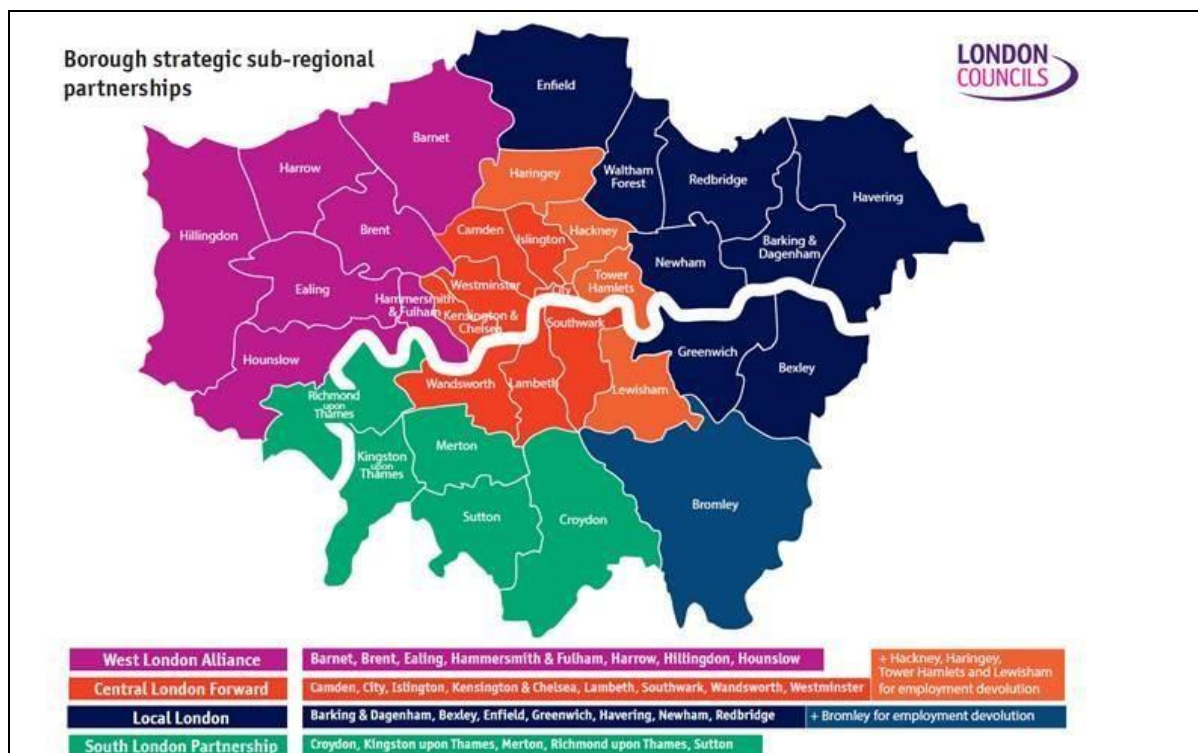 Borough strategic sub-regional
partnerships
LONDON
COUNCILS
Enfield
Barnet
Harrow
Haringey
Waltham
Forest
Redbridge
Havering
Hillingdon
Brent
Camden
Islington
Hackney
Barking &
Dagenham
Newham
Ealing
Westminster
Tower
Hamlets
City
Hammersmith
& Fulham
Kensington &
Chelsea
Southwark
Hounslow
Greenwich
Bexley
Richmond
upon
Thames
Wandsworth
Lambeth
Lewisham
Merton
Kingston
upon
Thames
Sutton
Croydon
Bromley
West London Alliance
Barnet, Brent, Ealing, Hammersmith & Fulham, Harrow, Hillingdon, Hounslow
+ Hackney, Haringey,
Tower Hamlets and Lewisham
for employment devolution
Central London Forward
Camden, City, Islington, Kensington & Chelsea, Lambeth, Southwark, Wandsworth, Westminster
Local London
Barking & Dagenham, Bexley, Enfield, Greenwich, Havering, Newham, Redbridge
+ Bromley for employment devolution
South London Partnership
Croydon, Kingston upon Thames, Merton, Richmond upon Thames, Sutton